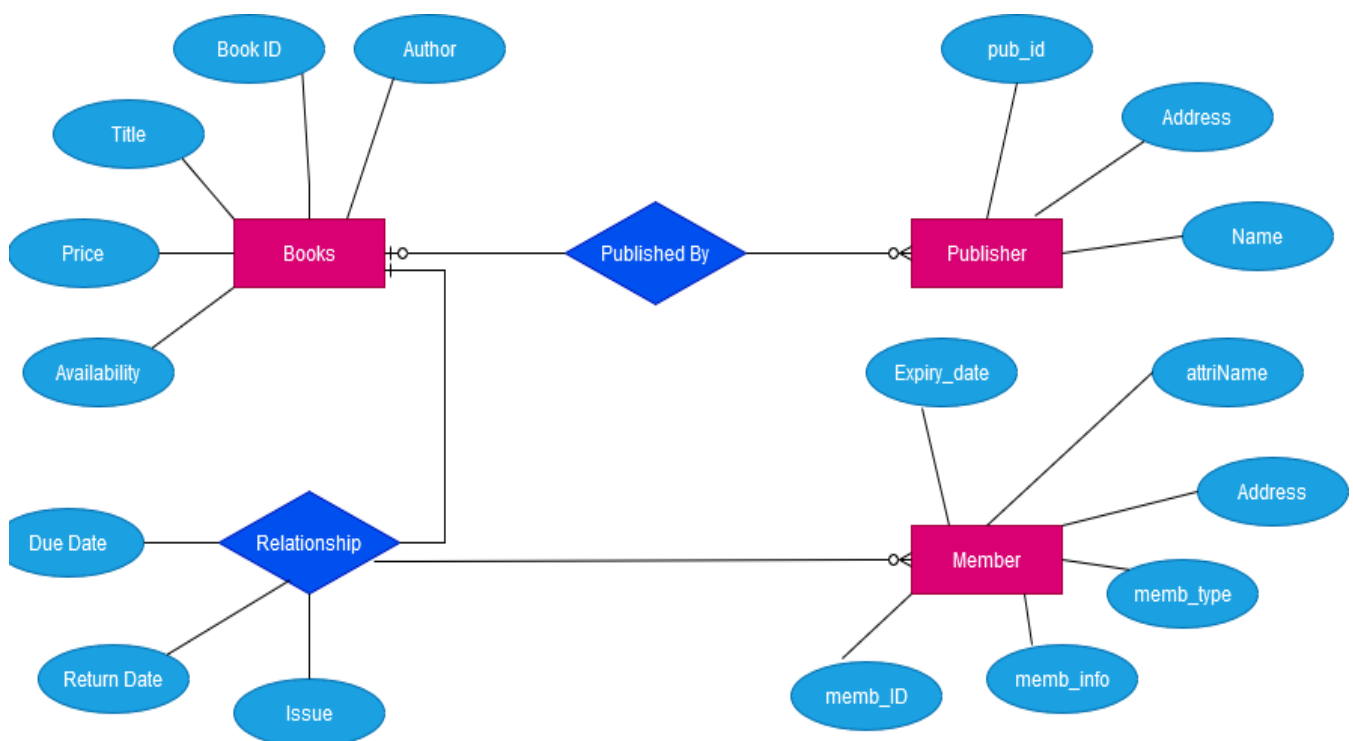 Book ID
Author
pub_id
Title
Address
Price
Books
Published By
Publisher
Name
Availability
Expiry_date
attriName
Address
Due Date
Relationship
Member
memb_type
Return Date
Issue
memb_ID
memb_info